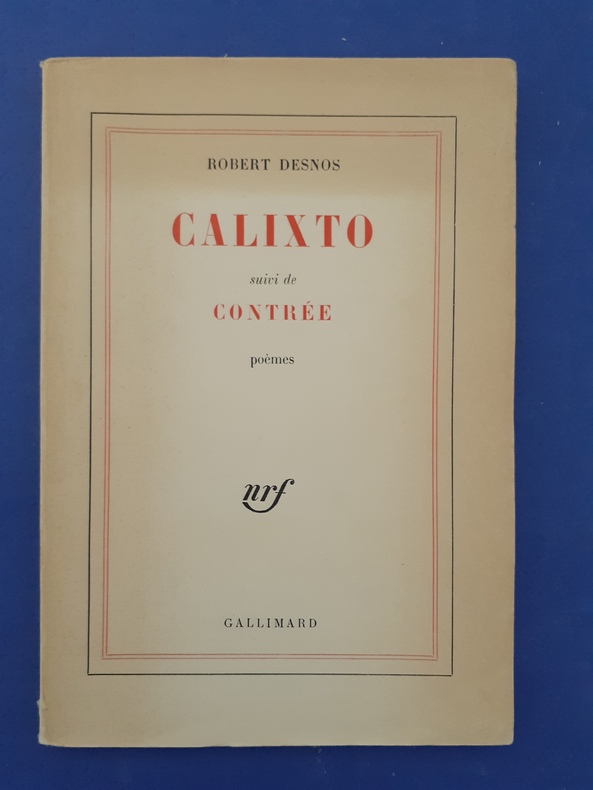 ROBERT DESNOS
CALIXTO
suivi de
CONTRÉE
poèmes
nrf
GALLIMARD